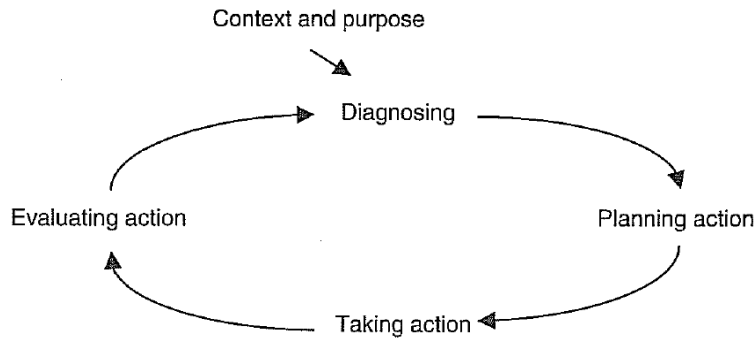 Context and purpose
Diagnosing
Evaluating action
Planning action
Taking action